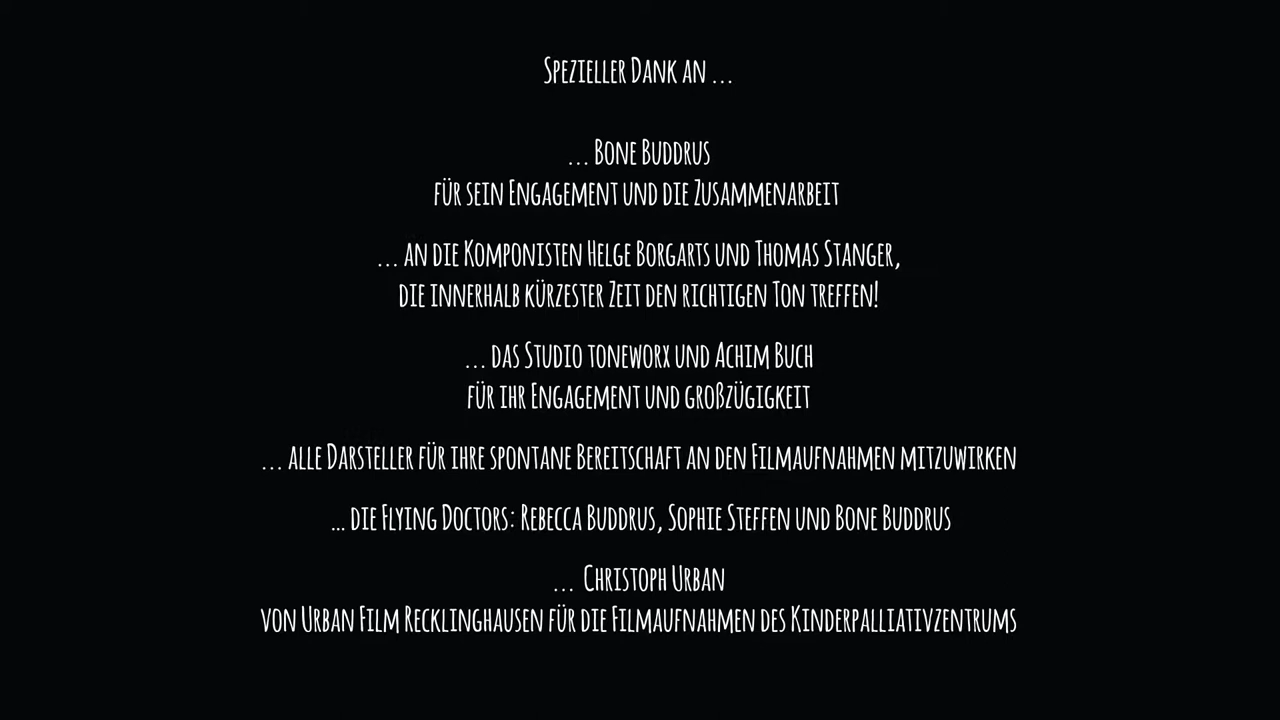 Spezieller Dank an ...
... Bone Buddrus
für sein Engagement und die Zusammenarbeit
... an die Komponisten Helge Borgarts und Thomas Stanger,
die innerhalb kürzester Zeit den richtigen Ton treffen!
... das Studio toneworx und Achim Buch
für ihr Engagement und großzügigkeit
... alle Darsteller für ihre spontane Bereitschaft an den Filmaufnahmen mitzuwirken
... die Flying Doctors: Rebecca Buddrus, Sophie Steffen und Bone Buddrus
... Christoph Urban
von Urban Film Recklinghausen für die Filmaufnahmen des Kinderpalliativzentrums